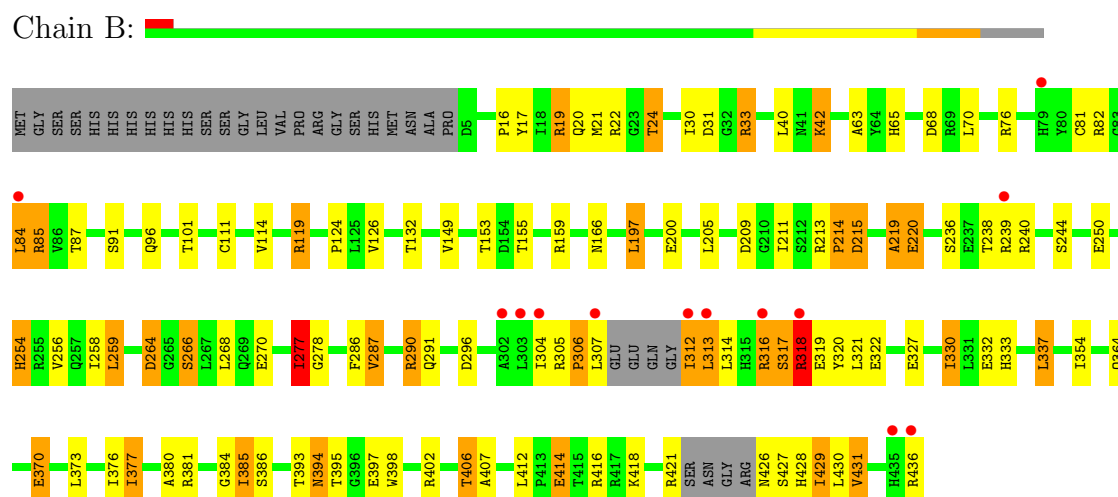 Chain B:
MET GLY SER SER HIS HIS HIS HIS HIS HIS SER SER GLY LEU VAL PRO ARG GLY SER HIS MET ASN ALA PRO D5 P16 Y17 I18 R19 Q20 M21 R22 G23 T24 I30 D31 G32 R33 L40 N41 K42 A63 Y64 H65 D68 R69 L70 R76 H79 Y80 C81 R82 G83
L84 R85 V86 T87 S91 Q96 T101 C111 V114 R119 P124 L125 V126 T132 V149 T153 D154 T155 R159 N166 L197 E200 L205 D209 G210 I211 S212 R213 P214 D215 A219 E220 S236 E237 T238 R239 R240 S244 E250
H254 R255 V256 Q257 I258 L259 D264 G265 S266 L267 L268 Q269 E270 I277 G278 F286 V287 R290 Q291 D296 A302 L303 I304 R305 P306 L307 GLU GLU GLN GLY I312 L313 L314 H315 R316 S317 R318 E319 Y320 L321 E322 E327 I330 L331 E332 H333 L337 I354
E370 L373 I376 I377 A380 R381 G384 I385 S386 T393 N394 T395 G396 E397 W398 R402 T406 A407 L412 P413 E414 T415 R416 R417 K418 R421 SER ASN GLY ARG N426 S427 H428 I429 L430 V431 H435 R436